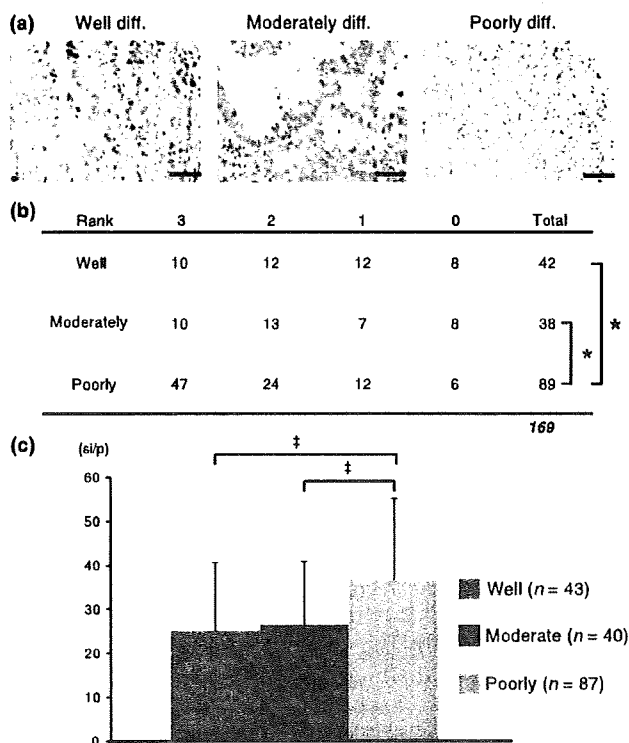 (a) Well diff. Moderately diff. Poorly diff.
(b)
Rank 3 2 1 0 Total
Well 10 12 12 8 42
*
Moderately 10 13 7 8 38
*
Poorly 47 24 12 6 89
169
(c) (si/p)
‡
‡
60
50
40
30
20
10
0
Well (n = 43)
Moderate (n = 40)
Poorly (n = 87)